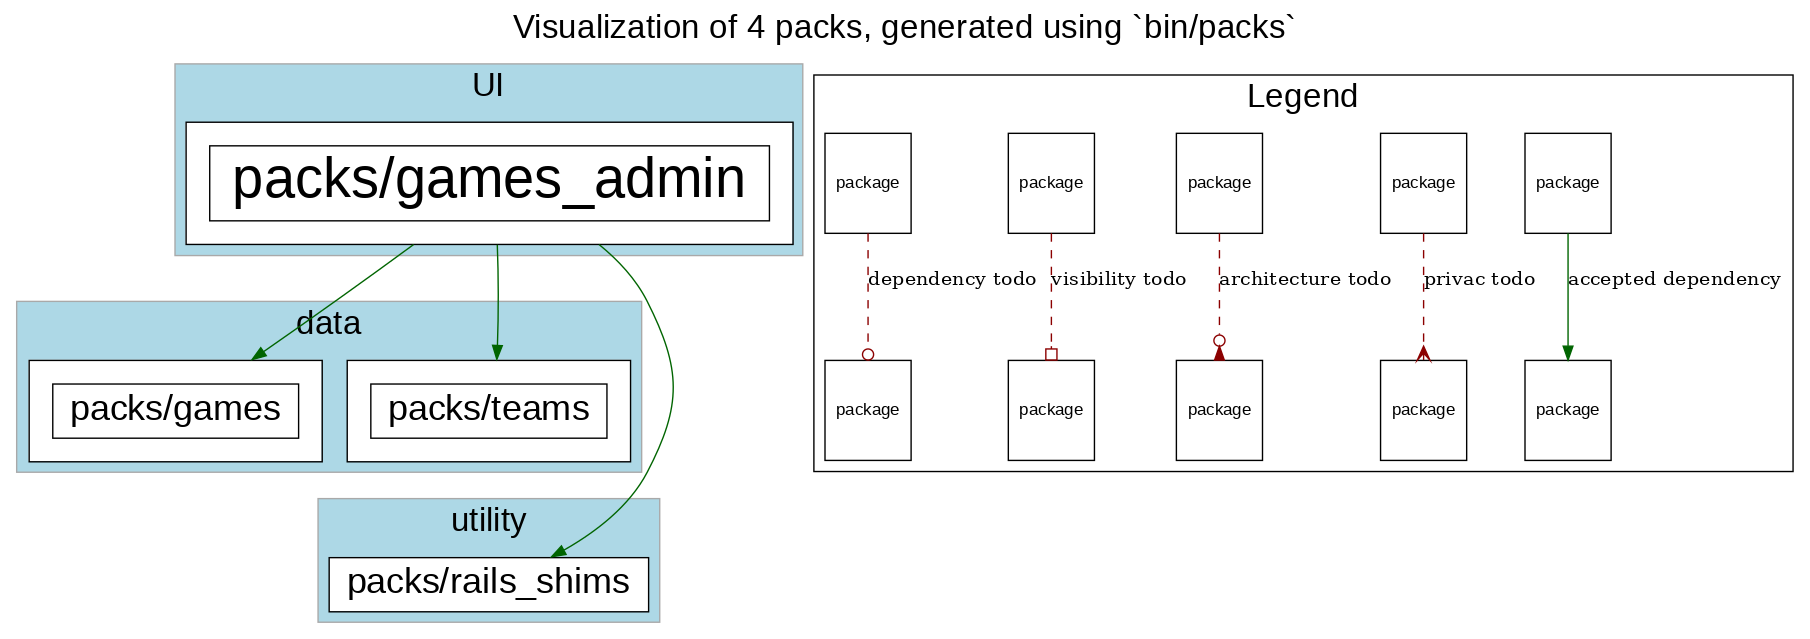 Visualization of 4 packs, generated using `bin/packs`
UI
packs/games_admin
data
packs/games
packs/teams
utility
packs/rails_shims
Legend
package
package
package
package
package
dependency todo
visibility todo
architecture todo
privac todo
accepted dependency
package
package
package
package
package